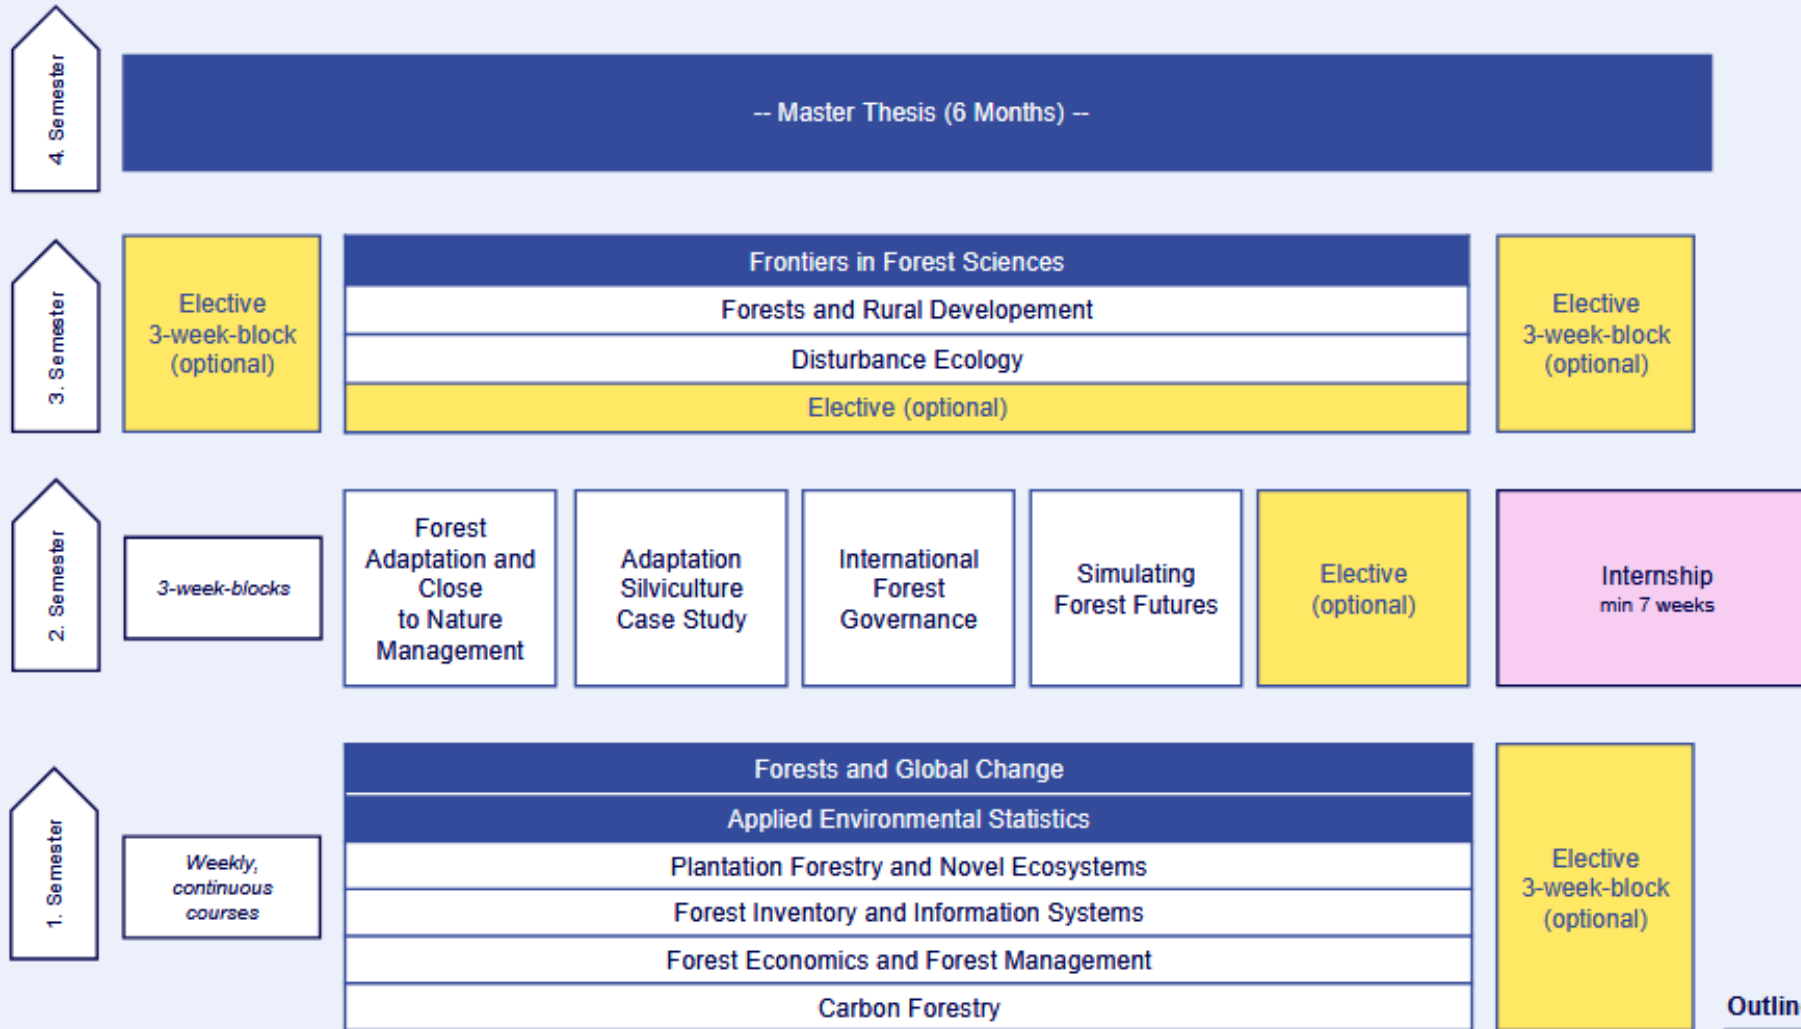 4. Semester
-- Master Thesis (6 Months) --
3. Semester
Elective
3-week-block
(optional)
Frontiers in Forest Sciences
Forests and Rural Developement
Disturbance Ecology
Elective (optional)
Elective
3-week-block
(optional)
2. Semester
3-week-blocks
Forest
Adaptation and
Close
to Nature
Management
Adaptation
Silviculture
Case Study
International
Forest
Governance
Simulating
Forest Futures
Elective
(optional)
Internship
min 7 weeks
1. Semester
Weekly,
continuous
courses
Forests and Global Change
Applied Environmental Statistics
Plantation Forestry and Novel Ecosystems
Forest Inventory and Information Systems
Forest Economics and Forest Management
Carbon Forestry
Elective
3-week-block
(optional)